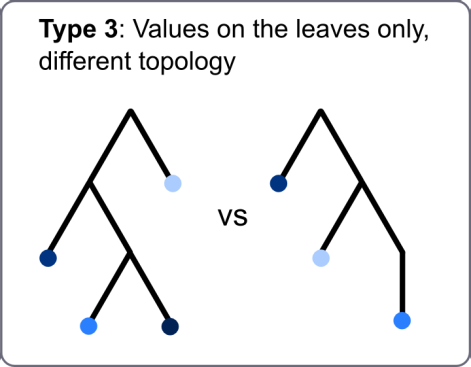 Type 3: Values on the leaves only,
different topology
vs